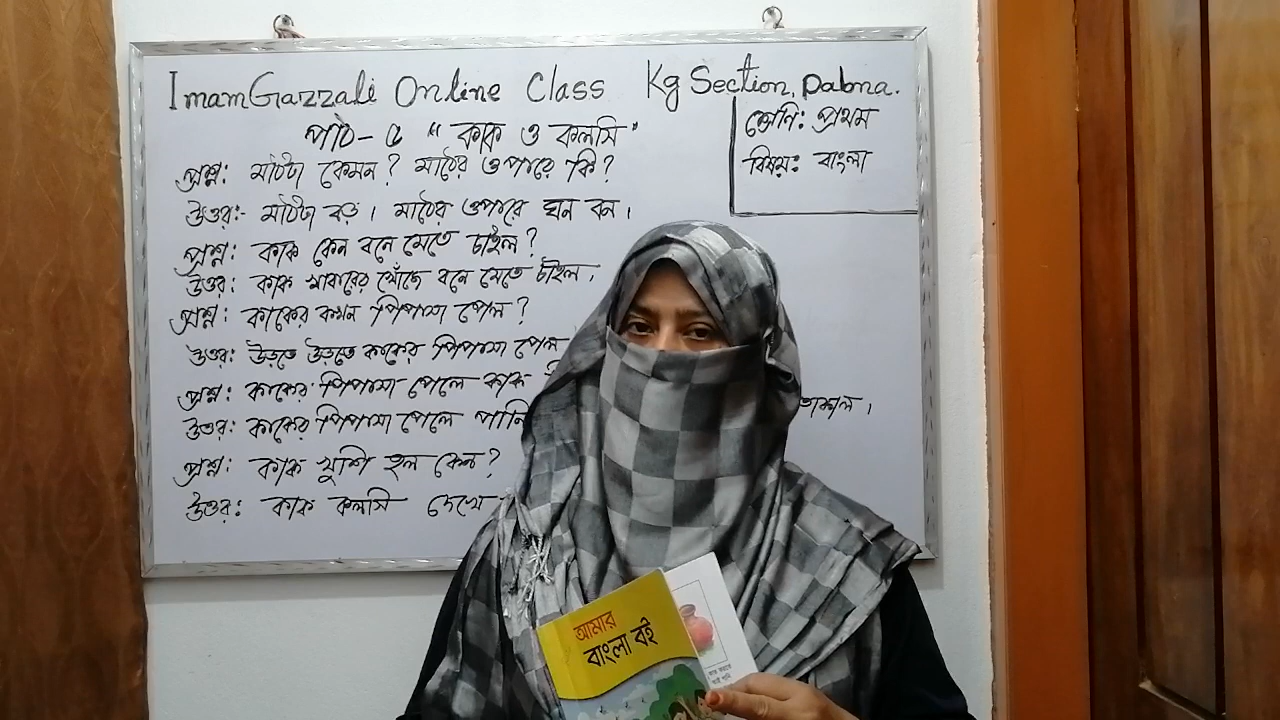 ImamGazzali Online Class Kg Section, Pabna.
পাঠ- ৫ " কাক ও কলসি "
শ্রেণি: প্রথম
বিষয়: বাংলা
প্রশ্ন: মাঠটা কেমন? মাঠের ওপারে কি?
উত্তর:- মাঠটা বড়। মাঠের ওপারে ঘন বন।
প্রশ্ন: কাক কেন বনে যেতে চাইল?
উত্তর: কাক খাবারের খোঁজে বনে যেতে চাইল।
প্রশ্ন: কাকের কখন পিপাসা পেল?
উত্তর: উড়তে উড়তে কাকের পিপাসা পেল
প্রশ্ন: কাকের পিপাসা পেলে কাক
উত্তর: কাকের পিপাসা পেলে পানি তাকাল।
প্রশ্ন: কাক খুশি হল কেন?
উত্তর: কাক কলসি দেখে
আমার
বাংলা বই